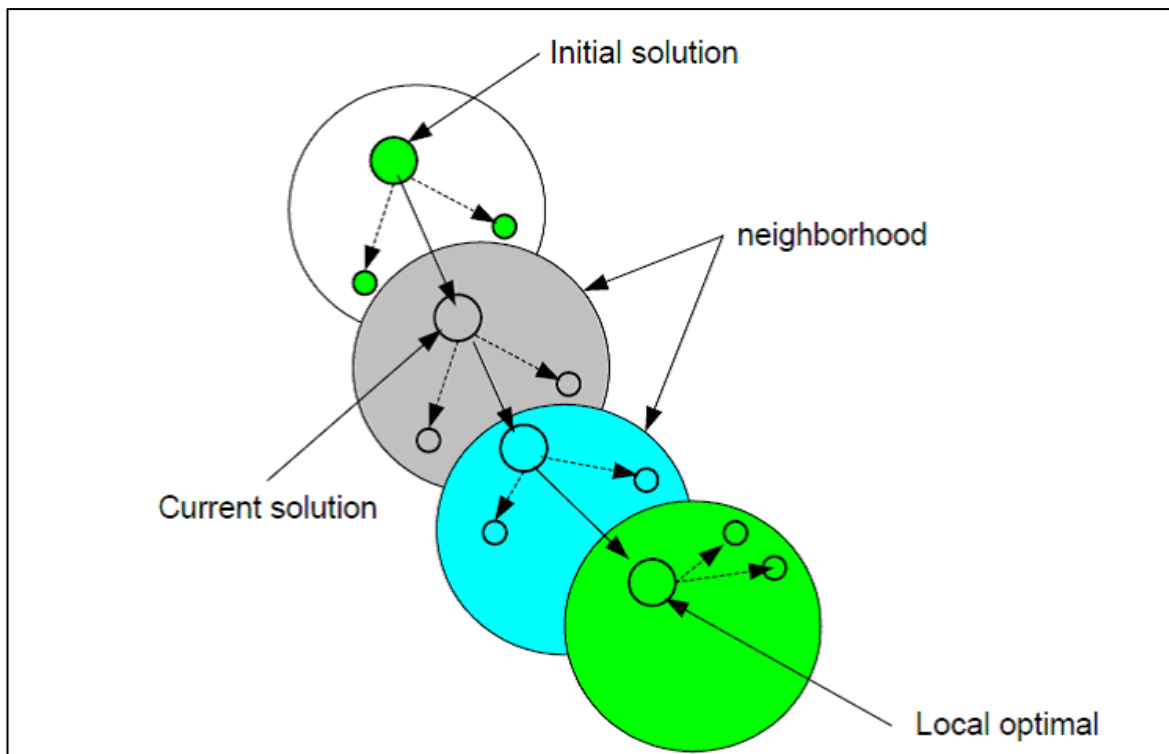 Initial solution
neighborhood
Current solution
Local optimal